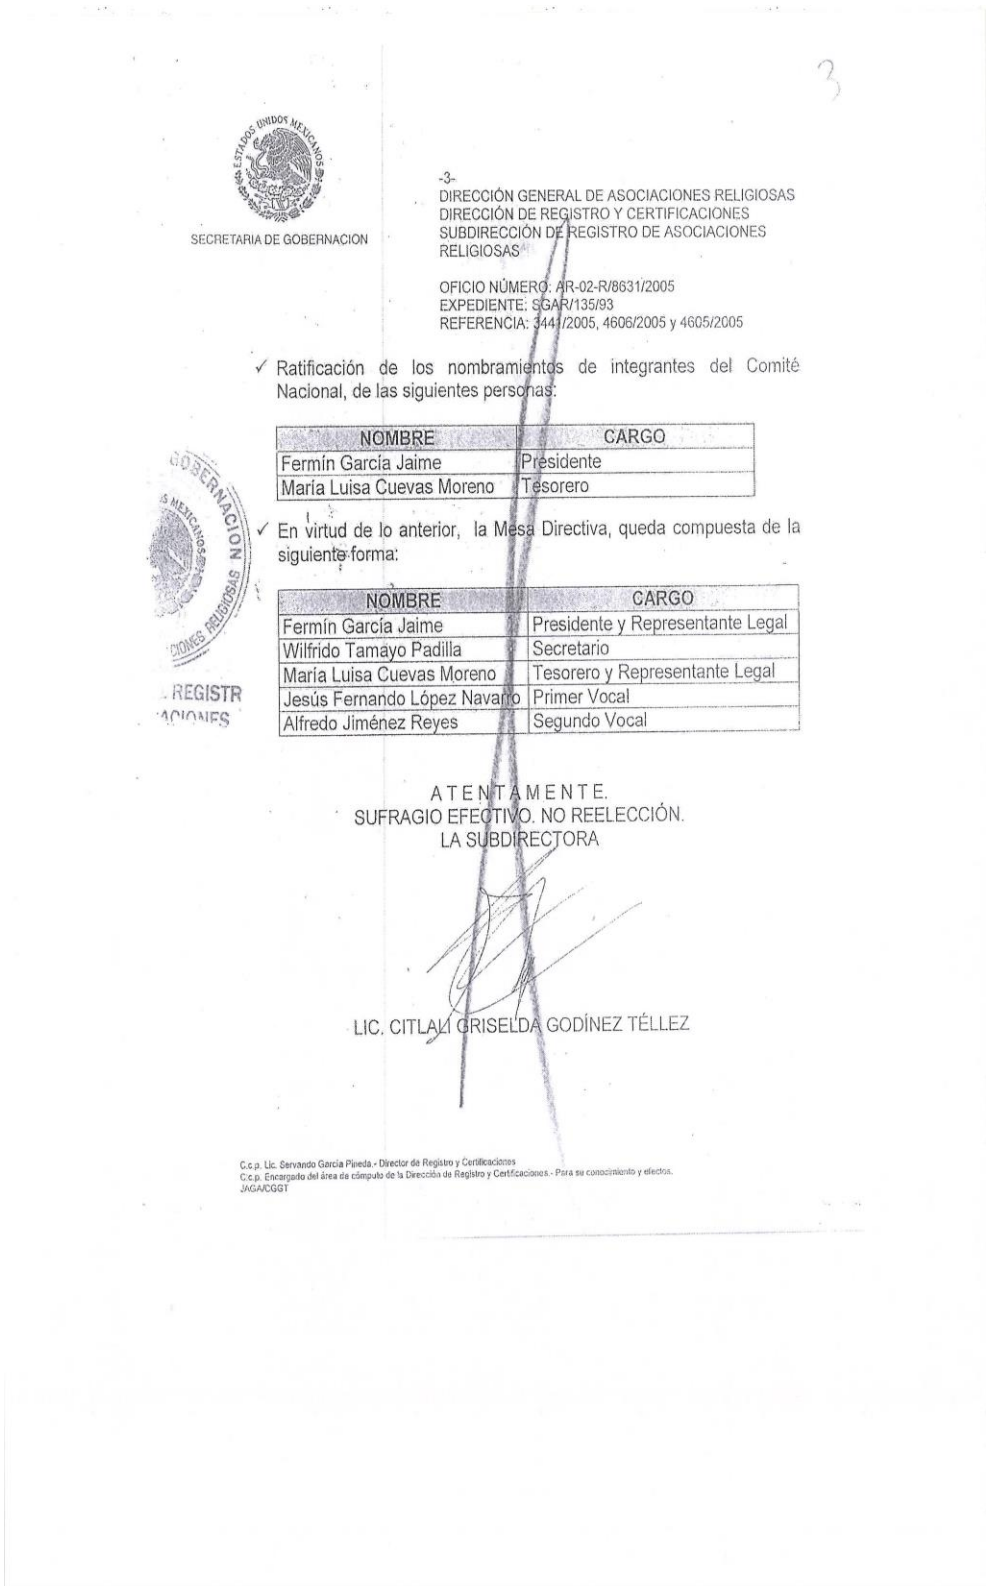 3
ESTADOS UNIDOS MEXICANOS
SECRETARIA DE GOBERNACION
-3-
DIRECCIÓN GENERAL DE ASOCIACIONES RELIGIOSAS
DIRECCIÓN DE REGISTRO Y CERTIFICACIONES
SUBDIRECCIÓN DE REGISTRO DE ASOCIACIONES
RELIGIOSAS
OFICIO NÚMERO: AR-02-R/8631/2005
EXPEDIENTE: SGAR/135/93
REFERENCIA: 3441/2005, 4606/2005 y 4605/2005
✓ Ratificación de los nombramientos de integrantes del Comité
Nacional, de las siguientes personas:
NOMBRE CARGO
Fermín García Jaime Presidente
María Luisa Cuevas Moreno Tesorero
✓ En virtud de lo anterior, la Mesa Directiva, queda compuesta de la
siguiente forma:
NOMBRE CARGO
Fermín García Jaime Presidente y Representante Legal
Wilfrido Tamayo Padilla Secretario
María Luisa Cuevas Moreno Tesorero y Representante Legal
Jesús Fernando López Navarro Primer Vocal
Alfredo Jiménez Reyes Segundo Vocal
GOBERNACION
MEXICANOS
CIONES RELIGIOSAS
REGISTR
ACIONES
ATENTAMENTE.
SUFRAGIO EFECTIVO. NO REELECCIÓN.
LA SUBDIRECTORA
LIC. CITLALI GRISELDA GODÍNEZ TÉLLEZ
C.c.p. Lic. Servando García Pineda.- Director de Registro y Certificaciones
C.c.p. Encargado del área de cómputo de la Dirección de Registro y Certificaciones.- Para su conocimiento y efectos.
JAGA/CGGT